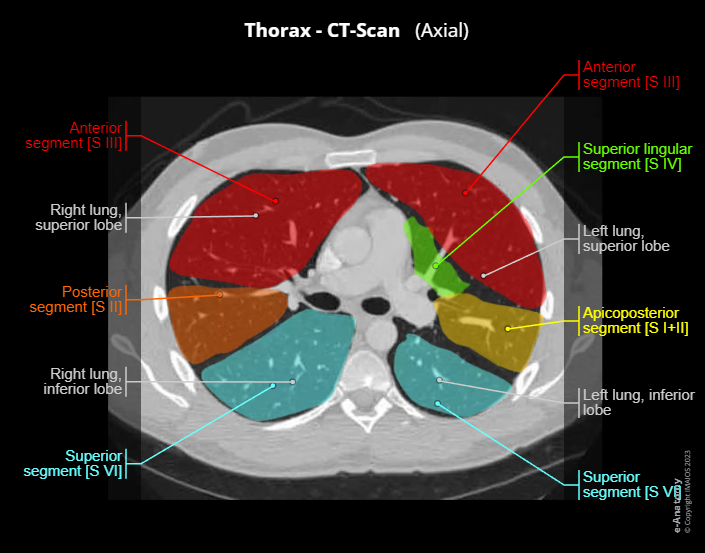 Thorax - CT-Scan (Axial)
Anterior
segment [S III]
Anterior
segment [S III]
Superior lingular
segment [S IV]
Right lung,
superior lobe
Left lung,
superior lobe
Posterior
segment [S II]
Apicoposterior
segment [S I+II]
Right lung,
inferior lobe
Left lung, inferior
lobe
Superior
segment [S VI]
Superior
segment [S VI]
e-Anatomy
© Copyright IMAIOS 2023